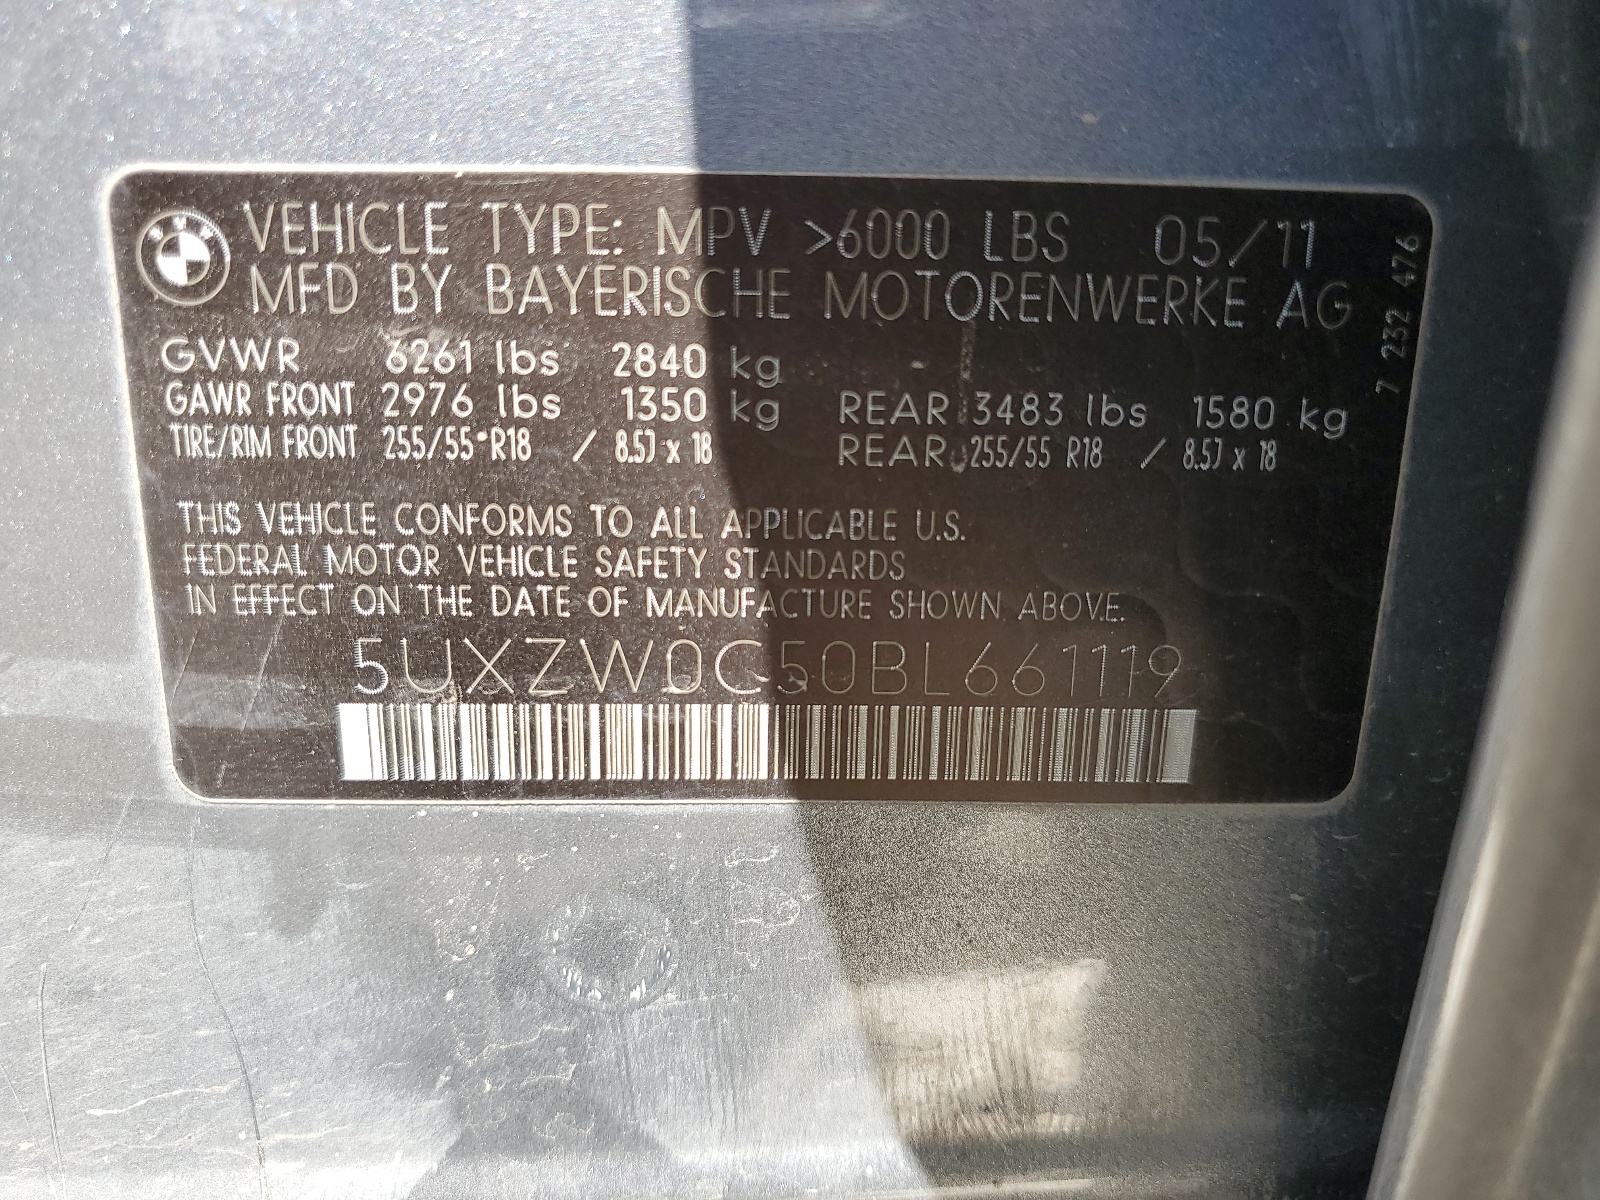 VEHICLE TYPE: MPV >6000 LBS 05/11
MFD BY BAYERISCHE MOTORENWERKE AG
GVWR 6261 lbs 2840 kg
GAWR FRONT 2976 lbs 1350 kg REAR 3483 lbs 1580 kg
TIRE/RIM FRONT 255/55 R18 / 8.5J x 18 REAR 255/55 R18 / 8.5J x 18
THIS VEHICLE CONFORMS TO ALL APPLICABLE U.S.
FEDERAL MOTOR VEHICLE SAFETY STANDARDS
IN EFFECT ON THE DATE OF MANUFACTURE SHOWN ABOVE.
5UXZW0C50BL661119
7 232 476